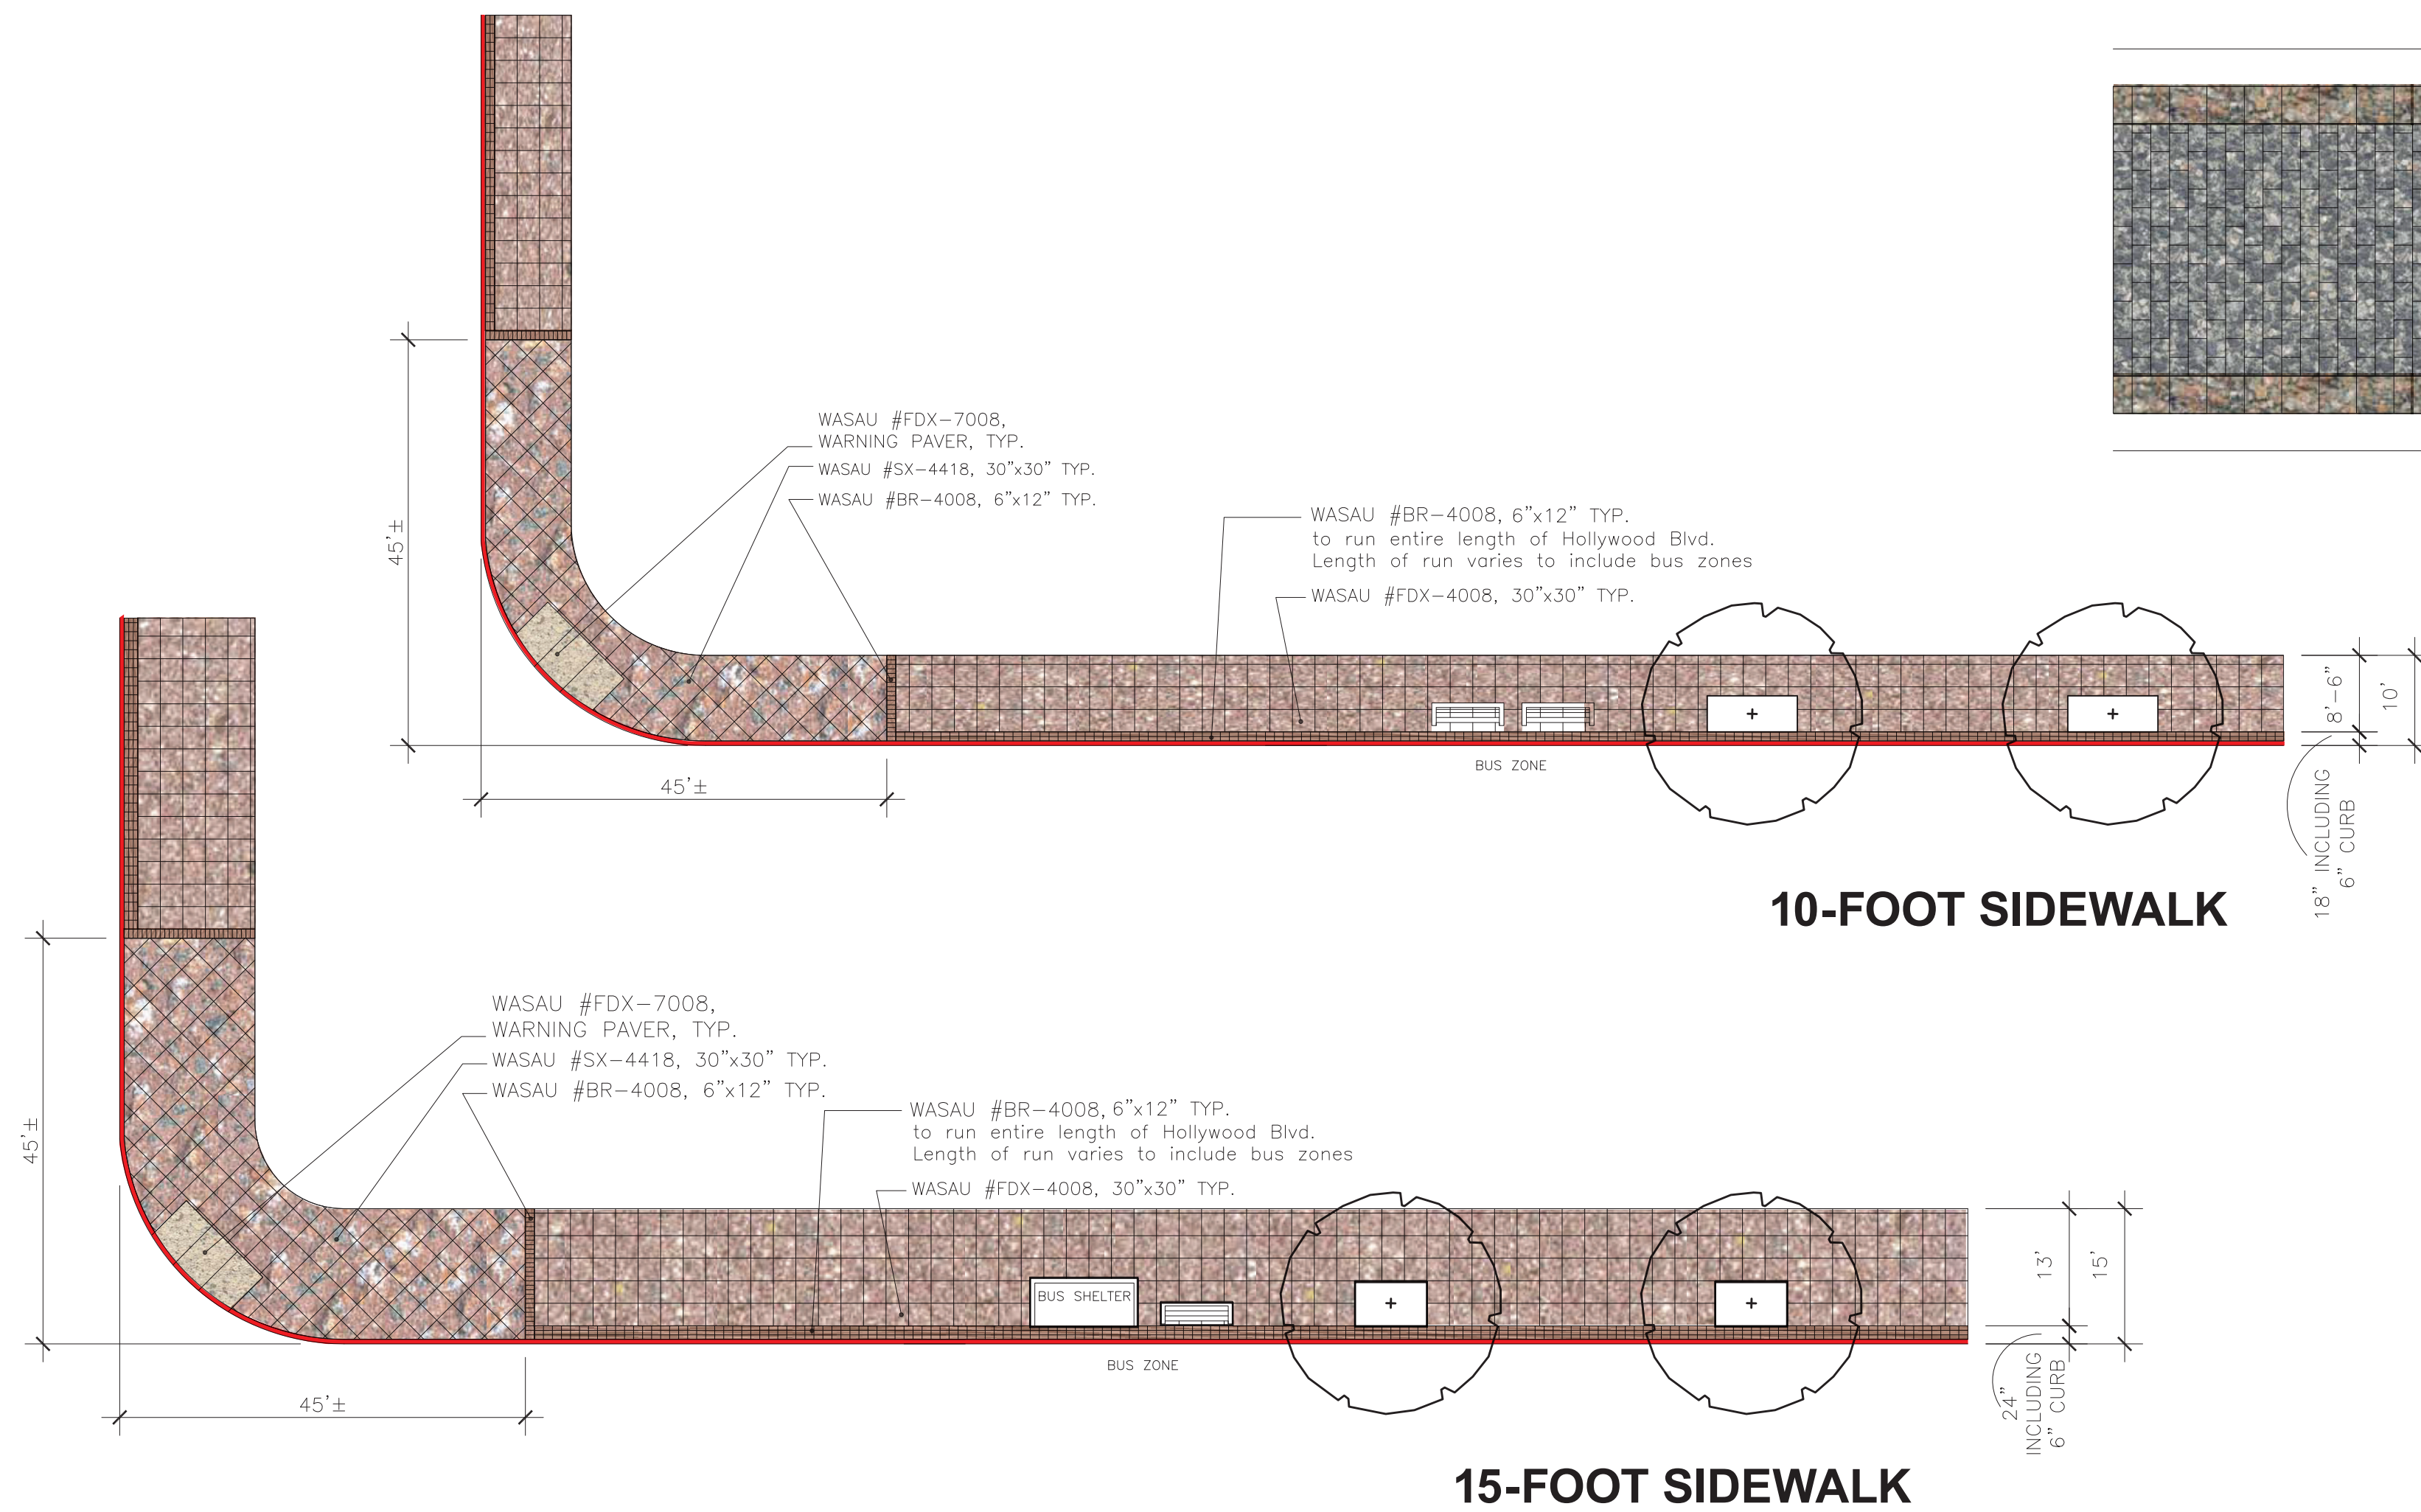 WASAU #FDX-7008,
WARNING PAVER, TYP.
WASAU #SX-4418, 30"x30" TYP.
WASAU #BR-4008, 6"x12" TYP.
WASAU #BR-4008, 6"x12" TYP.
to run entire length of Hollywood Blvd.
Length of run varies to include bus zones
WASAU #FDX-4008, 30"x30" TYP.
45'±
45'±
BUS ZONE
8'-6"
10'
18" INCLUDING
6" CURB
10-FOOT SIDEWALK
WASAU #FDX-7008,
WARNING PAVER, TYP.
WASAU #SX-4418, 30"x30" TYP.
WASAU #BR-4008, 6"x12" TYP.
WASAU #BR-4008, 6"x12" TYP.
to run entire length of Hollywood Blvd.
Length of run varies to include bus zones
WASAU #FDX-4008, 30"x30" TYP.
45'±
45'±
BUS SHELTER
BUS ZONE
13'
15'
24"
INCLUDING
6" CURB
15-FOOT SIDEWALK